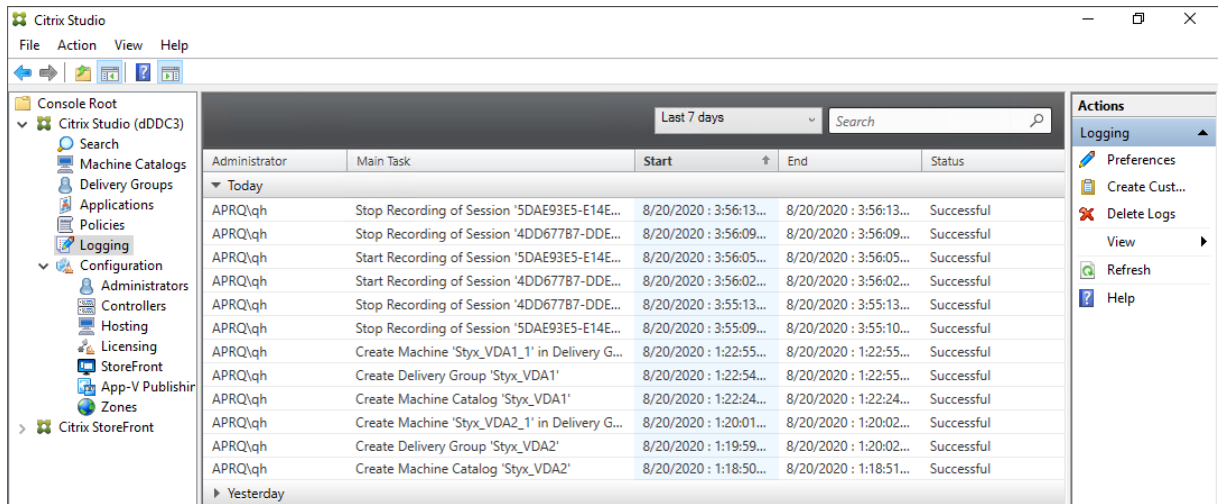 Citrix Studio
File Action View Help
Console Root
Citrix Studio (dDDC3)
Search
Machine Catalogs
Delivery Groups
Applications
Policies
Logging
Configuration
Administrators
Controllers
Hosting
Licensing
StoreFront
App-V Publishin
Zones
Citrix StoreFront
Last 7 days Search
Administrator Main Task Start End Status
Today
APRQ\qh Stop Recording of Session '5DAE93E5-E14E... 8/20/2020 : 3:56:13... 8/20/2020 : 3:56:13... Successful
APRQ\qh Stop Recording of Session '4DD677B7-DDE... 8/20/2020 : 3:56:09... 8/20/2020 : 3:56:09... Successful
APRQ\qh Start Recording of Session '5DAE93E5-E14E... 8/20/2020 : 3:56:05... 8/20/2020 : 3:56:05... Successful
APRQ\qh Start Recording of Session '4DD677B7-DDE... 8/20/2020 : 3:56:02... 8/20/2020 : 3:56:02... Successful
APRQ\qh Stop Recording of Session '4DD677B7-DDE... 8/20/2020 : 3:55:13... 8/20/2020 : 3:55:13... Successful
APRQ\qh Stop Recording of Session '5DAE93E5-E14E... 8/20/2020 : 3:55:09... 8/20/2020 : 3:55:10... Successful
APRQ\qh Create Machine 'Styx_VDA1_1' in Delivery G... 8/20/2020 : 1:22:55... 8/20/2020 : 1:22:55... Successful
APRQ\qh Create Delivery Group 'Styx_VDA1' 8/20/2020 : 1:22:54... 8/20/2020 : 1:22:55... Successful
APRQ\qh Create Machine Catalog 'Styx_VDA1' 8/20/2020 : 1:22:24... 8/20/2020 : 1:22:24... Successful
APRQ\qh Create Machine 'Styx_VDA2_1' in Delivery G... 8/20/2020 : 1:20:01... 8/20/2020 : 1:20:02... Successful
APRQ\qh Create Delivery Group 'Styx_VDA2' 8/20/2020 : 1:19:59... 8/20/2020 : 1:20:02... Successful
APRQ\qh Create Machine Catalog 'Styx_VDA2' 8/20/2020 : 1:18:50... 8/20/2020 : 1:18:51... Successful
Yesterday
Actions
Logging
Preferences
Create Cust...
Delete Logs
View
Refresh
Help